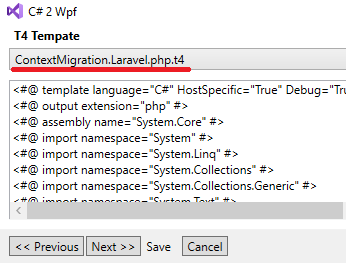 C# 2 Wpf
T4 Tempate
ContextMigration.Laravel.php.t4
<#@ template language="C#" HostSpecific="True" Debug="Tru
<#@ output extension="php" #>
<#@ assembly name="System.Core" #>
<#@ import namespace="System" #>
<#@ import namespace="System.Linq" #>
<#@ import namespace="System.Collections" #>
<#@ import namespace="System.Collections.Generic" #>
<#@ import namespace="System.Text" #>
<< Previous Next >> Save Cancel